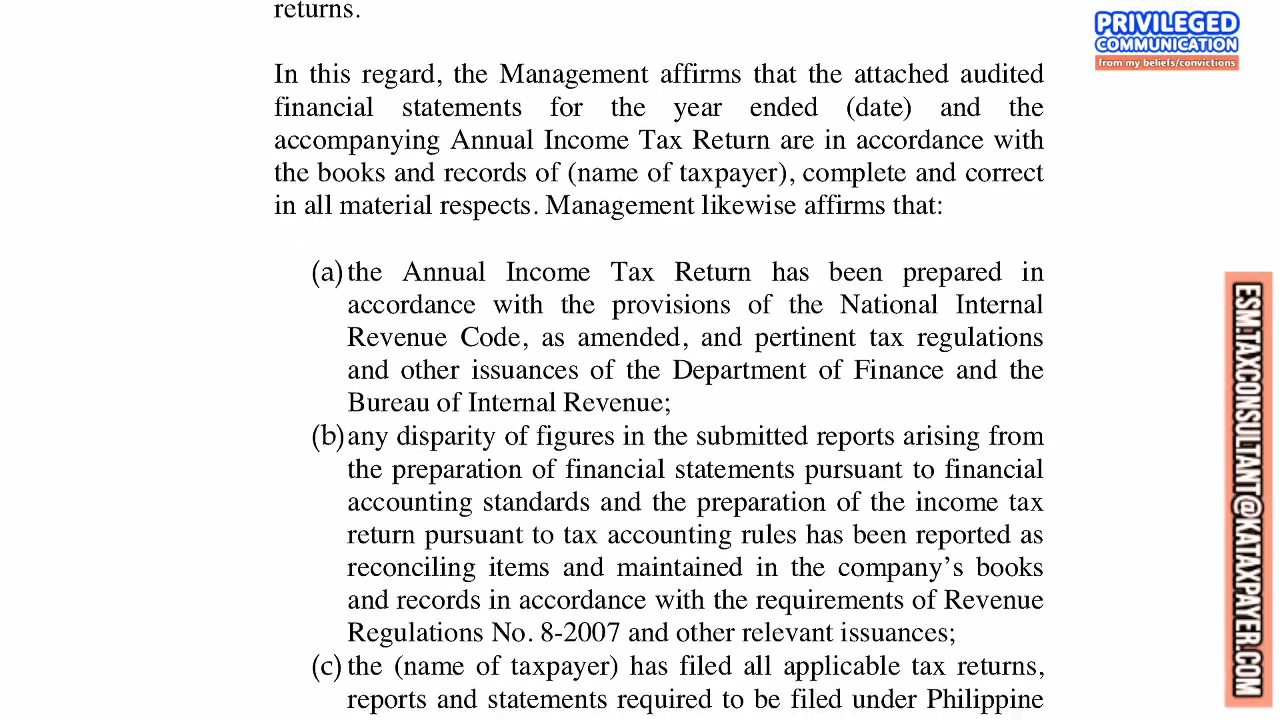 returns.
PRIVILEGED
COMMUNICATION
from my beliefs/convictions
In this regard, the Management affirms that the attached audited
financial statements for the year ended (date) and the
accompanying Annual Income Tax Return are in accordance with
the books and records of (name of taxpayer), complete and correct
in all material respects. Management likewise affirms that:
(a) the Annual Income Tax Return has been prepared in
accordance with the provisions of the National Internal
Revenue Code, as amended, and pertinent tax regulations
and other issuances of the Department of Finance and the
Bureau of Internal Revenue;
(b) any disparity of figures in the submitted reports arising from
the preparation of financial statements pursuant to financial
accounting standards and the preparation of the income tax
return pursuant to tax accounting rules has been reported as
reconciling items and maintained in the company's books
and records in accordance with the requirements of Revenue
Regulations No. 8-2007 and other relevant issuances;
(c) the (name of taxpayer) has filed all applicable tax returns,
reports and statements required to be filed under Philippine
ESM.TAXCONSULTANT@KATAXPAYER.COM